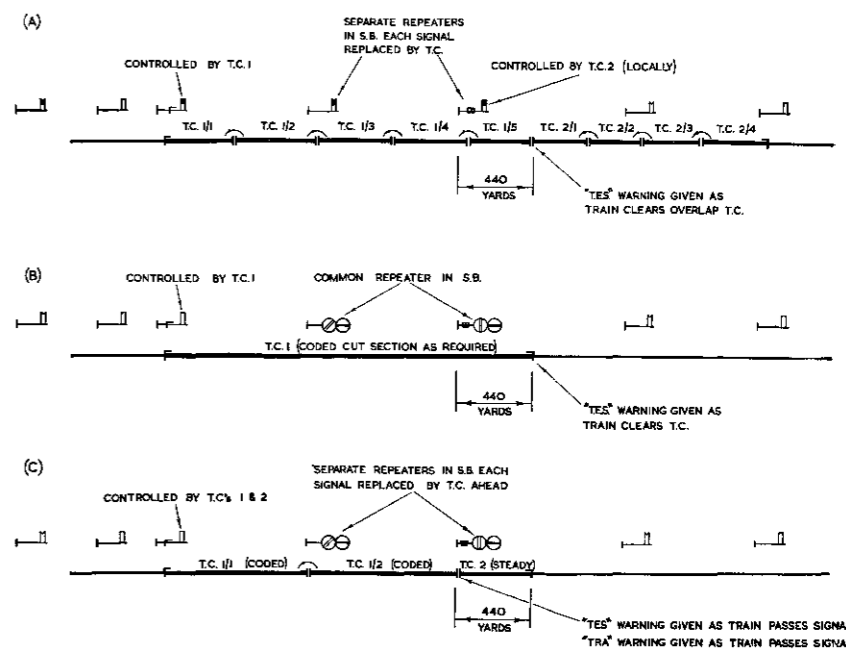 (A)
SEPARATE REPEATERS
IN S.B. EACH SIGNAL
REPLACED BY T.C.
CONTROLLED BY T.C. 1
CONTROLLED BY T.C. 2 (LOCALLY)
T.C. 1/1 T.C. 1/2 T.C. 1/3 T.C. 1/4 T.C. 1/5 T.C. 2/1 T.C. 2/2 T.C. 2/3 T.C. 2/4
440
YARDS
"T.E.S." WARNING GIVEN AS
TRAIN CLEARS OVERLAP T.C.
(B)
CONTROLLED BY T.C. 1
COMMON REPEATER IN S.B.
T.C. 1 (CODED CUT SECTION AS REQUIRED)
440
YARDS
"T.E.S." WARNING GIVEN AS
TRAIN CLEARS T.C.
(C)
"SEPARATE REPEATERS IN S.B. EACH
SIGNAL REPLACED BY T.C. AHEAD
CONTROLLED BY T.C's 1 & 2
T.C. 1/1 (CODED) T.C. 1/2 (CODED) T.C. 2 (STEADY)
440
YARDS
"TES" WARNING GIVEN AS TRAIN PASSES SIGNA
"TRA" WARNING GIVEN AS TRAIN PASSES SIGNA